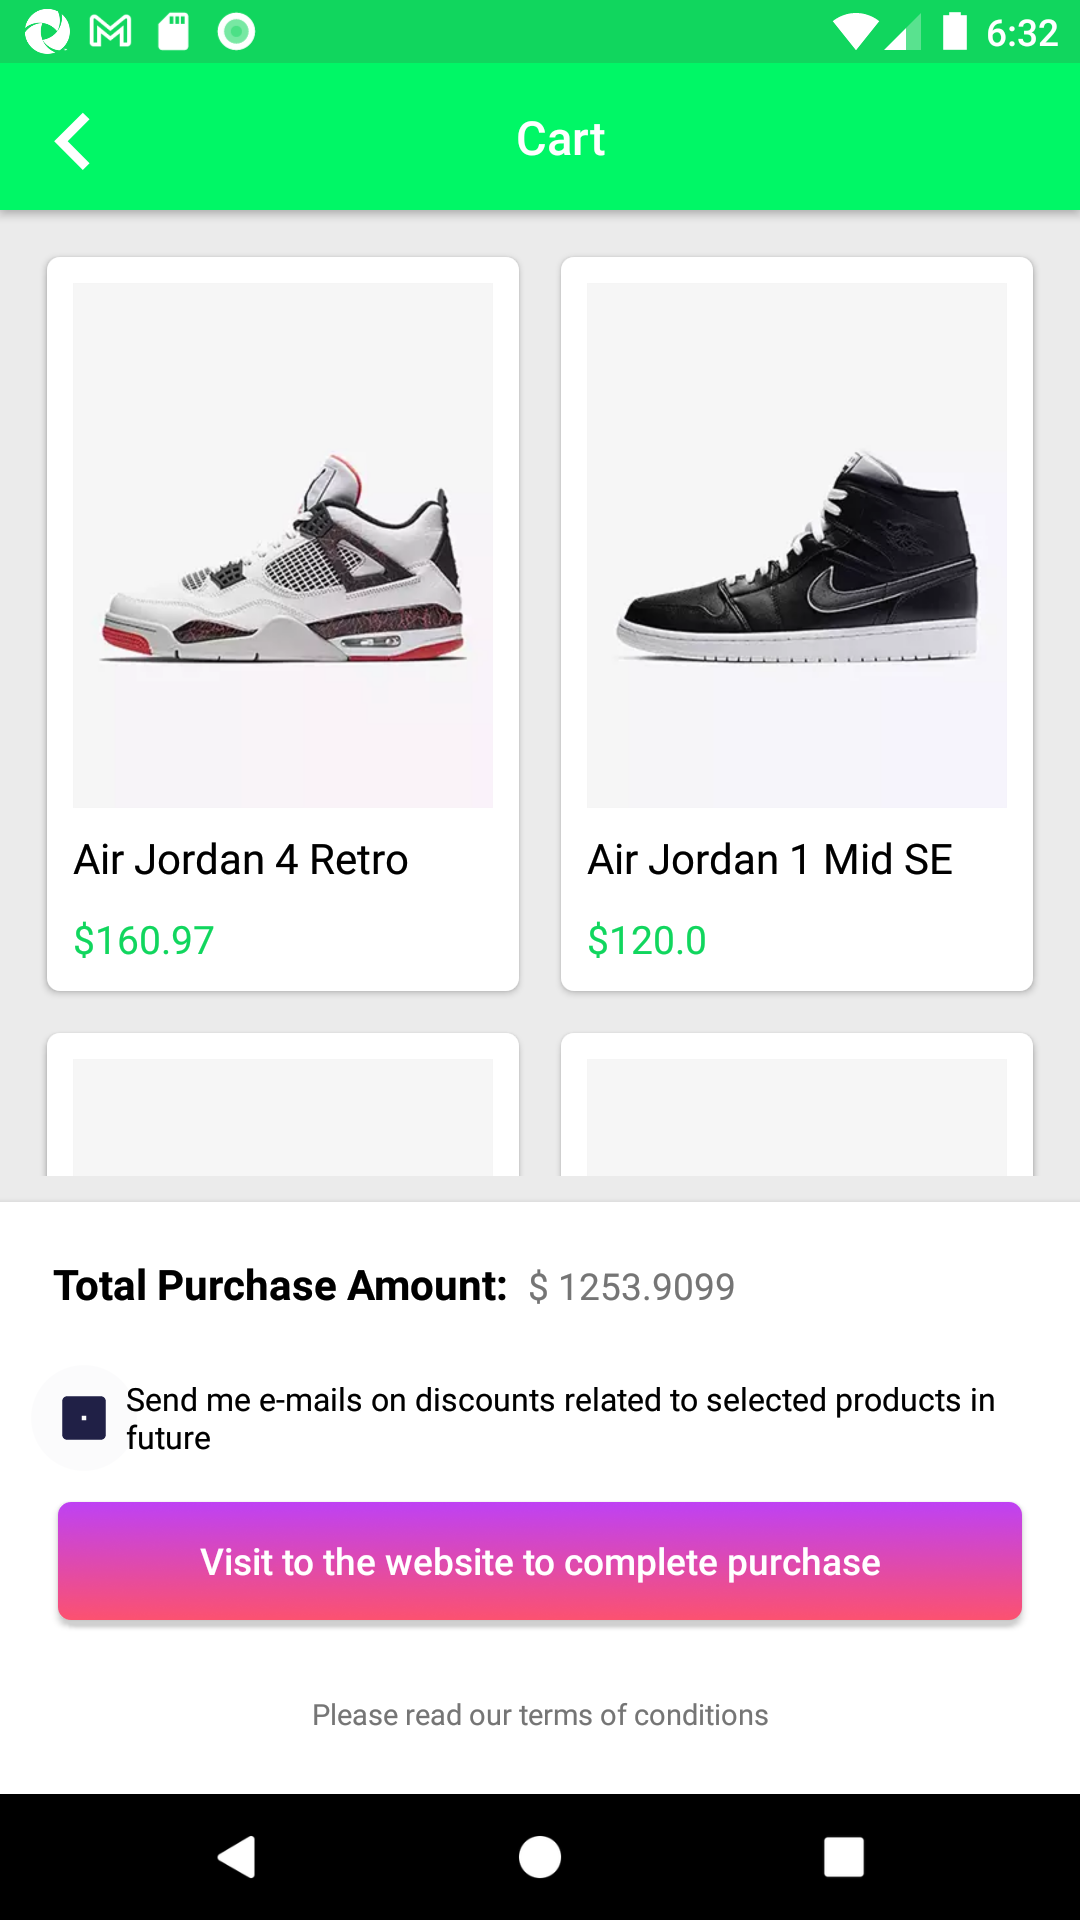 6:32
Cart
Air Jordan 4 Retro
$160.97
Air Jordan 1 Mid SE
$120.0
Total Purchase Amount: $ 1253.9099
Send me e-mails on discounts related to selected products in
future
Visit to the website to complete purchase
Please read our terms of conditions